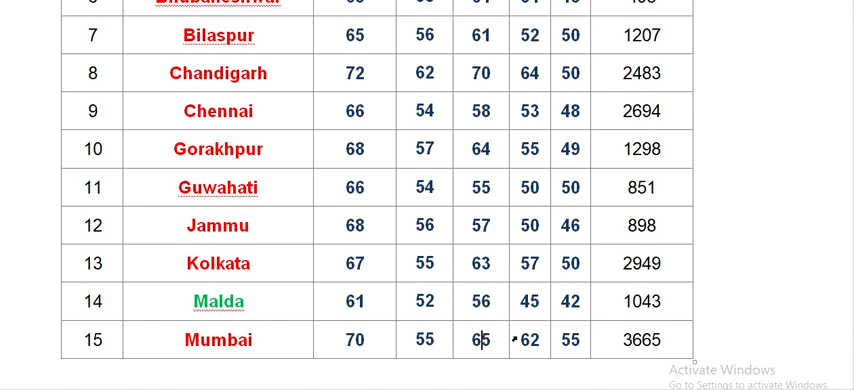 7 Bilaspur 65 56 61 52 50 1207
8 Chandigarh 72 62 70 64 50 2483
9 Chennai 66 54 58 53 48 2694
10 Gorakhpur 68 57 64 55 49 1298
11 Guwahati 66 54 55 50 50 851
12 Jammu 68 56 57 50 46 898
13 Kolkata 67 55 63 57 50 2949
14 Malda 61 52 56 45 42 1043
15 Mumbai 70 55 65 62 55 3665
Activate Windows
Go to Settings to activate Windows.